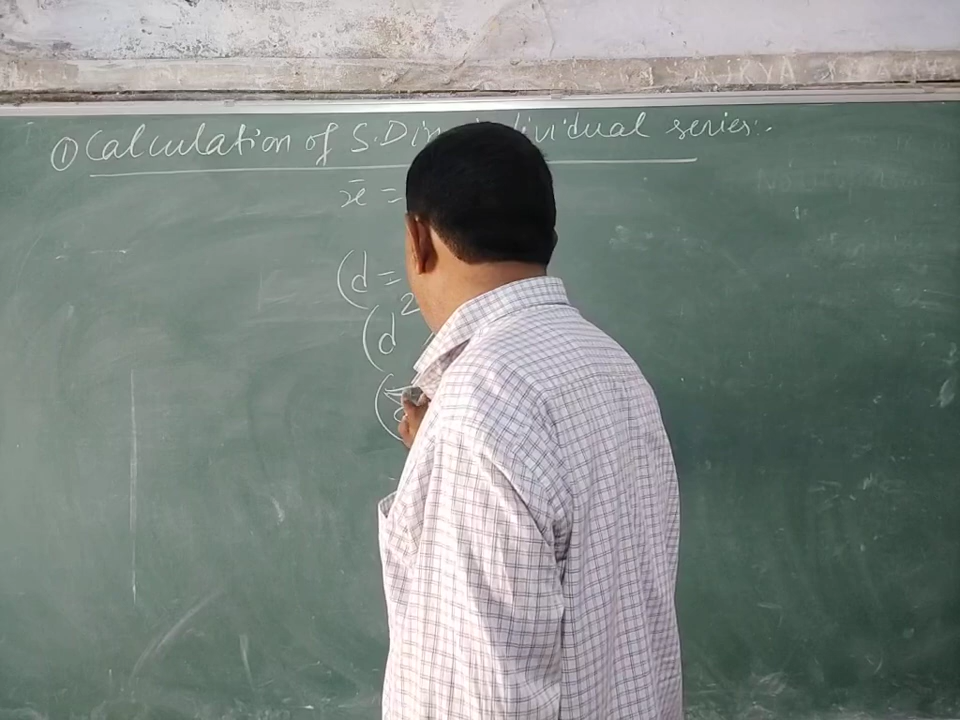 ① Calculation of S.D in individual series:-
x̄ =
(d =
(d²
(Σ